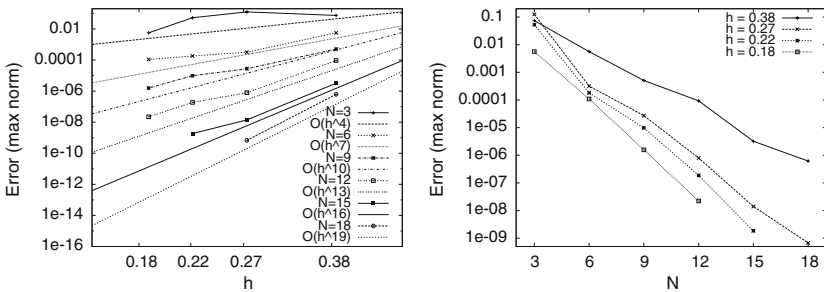 Error (max norm)
0.01
0.0001
1e-06
1e-08
1e-10
1e-12
1e-14
1e-16
0.18 0.22 0.27 0.38
h
N=3
O(h^4)
N=6
O(h^7)
N=9
O(h^10)
N=12
O(h^13)
N=15
O(h^16)
N=18
O(h^19)
Error (max norm)
0.1
0.01
0.001
0.0001
1e-05
1e-06
1e-07
1e-08
1e-09
3 6 9 12 15 18
N
h = 0.38
h = 0.27
h = 0.22
h = 0.18